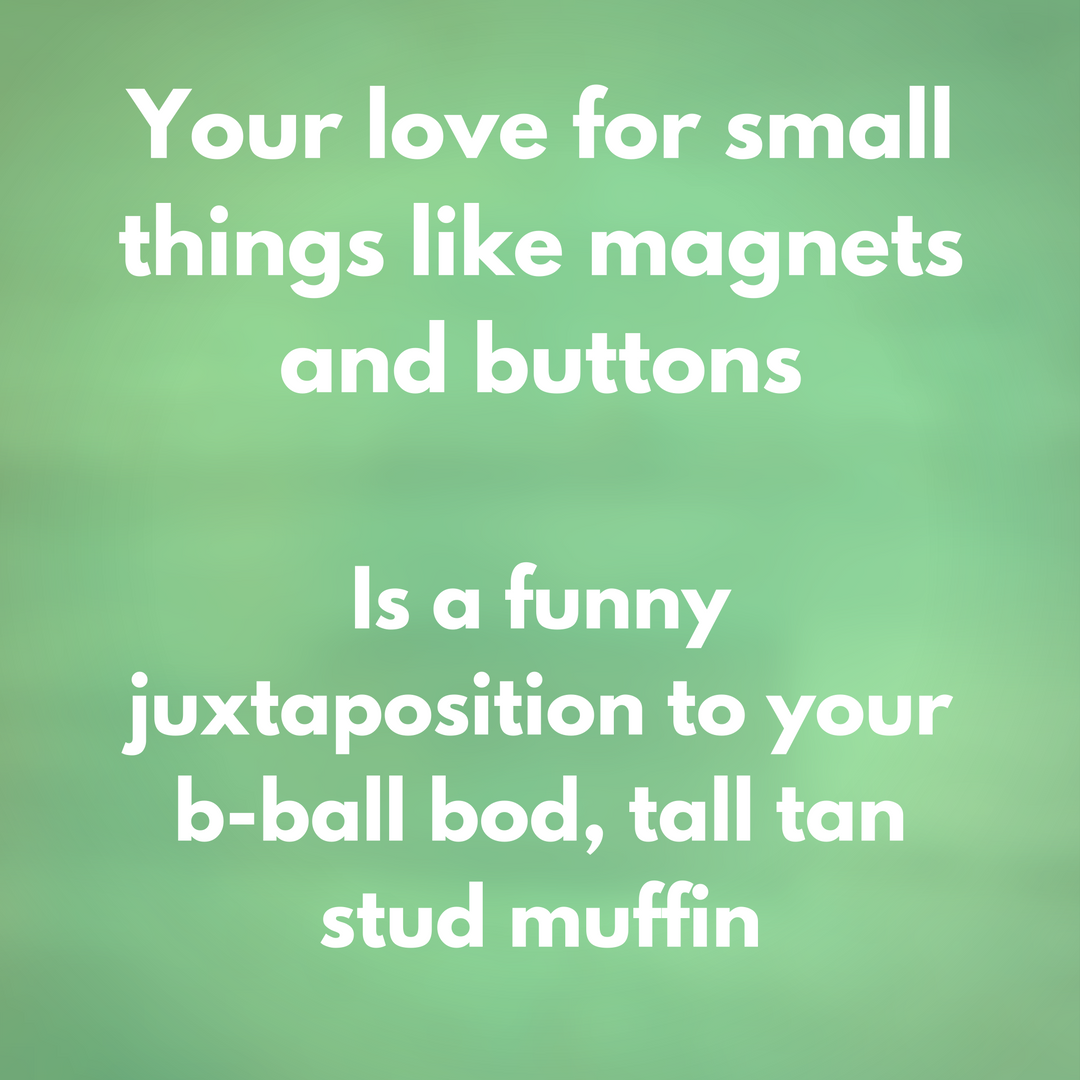 Your love for small
things like magnets
and buttons
Is a funny
juxtaposition to your
b-ball bod, tall tan
stud muffin